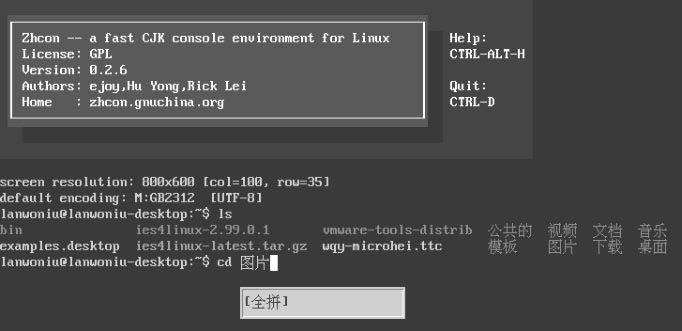 Zhcon -- a fast CJK console environment for Linux
License: GPL
Version: 0.2.6
Authors: ejoy,Hu Yong,Rick Lei
Home   : zhcon.gnuchina.org
Help:
CTRL-ALT-H
Quit:
CTRL-D
screen resolution: 800x600 [col=100, row=35]
default encoding: M:GB2312  [UTF-8]
lanwoniu@lanwoniu-desktop:~$ ls
bin ies4linux-2.99.0.1 vmware-tools-distrib 公共的 视频 文档 音乐
examples.desktop ies4linux-latest.tar.gz wqy-microhei.ttc 模板 图片 下载 桌面
lanwoniu@lanwoniu-desktop:~$ cd 图片
[全拼]